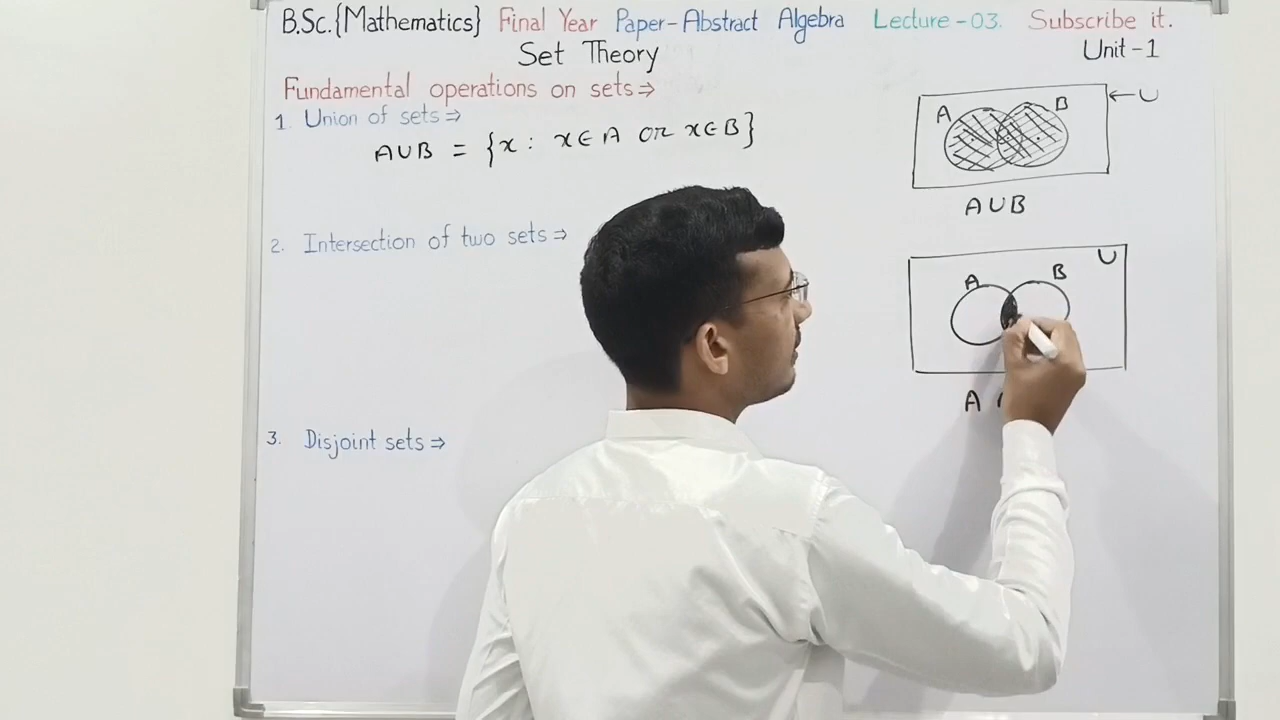 B.Sc.{Mathematics} Final Year Paper-Abstract Algebra Lecture-03. Subscribe it.
Set Theory Unit-1
Fundamental operations on sets⇒
1. Union of sets⇒
A∪B = {x : x∈A or x∈B}
A B ← U
A∪B
2. Intersection of two sets⇒
U
A B
A
3. Disjoint sets⇒